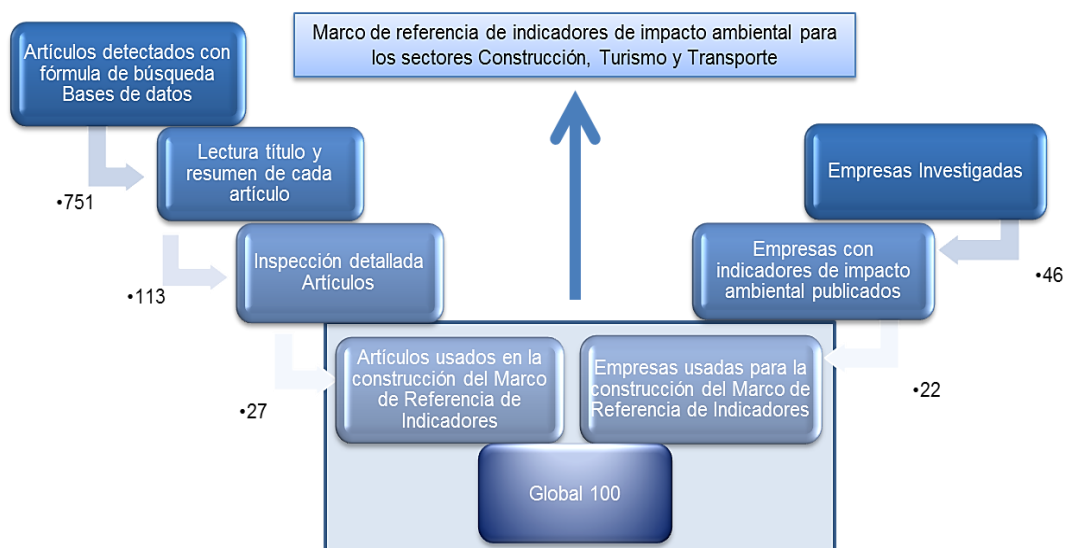 Marco de referencia de indicadores de impacto ambiental para
los sectores Construcción, Turismo y Transporte
Artículos detectados con
fórmula de búsqueda
Bases de datos
•751
Lectura título y
resumen de cada
artículo
•113
Inspección detallada
Artículos
•27
Artículos usados en la
construcción del Marco
de Referencia de
Indicadores
Empresas Investigadas
•46
Empresas con
indicadores de impacto
ambiental publicados
•22
Empresas usadas para la
construcción del Marco de
Referencia de Indicadores
Global 100